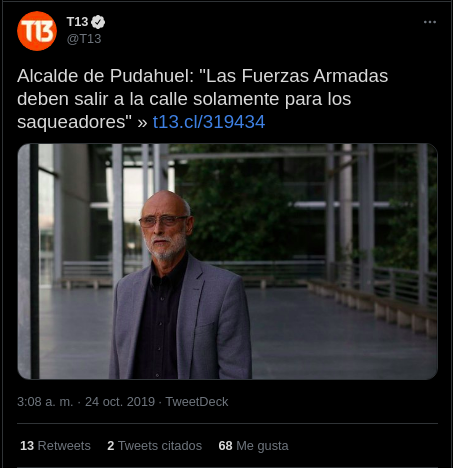 T13
T13
@T13
Alcalde de Pudahuel: "Las Fuerzas Armadas
deben salir a la calle solamente para los
saqueadores" » t13.cl/319434
3:08 a. m. · 24 oct. 2019 · TweetDeck
13 Retweets 2 Tweets citados 68 Me gusta